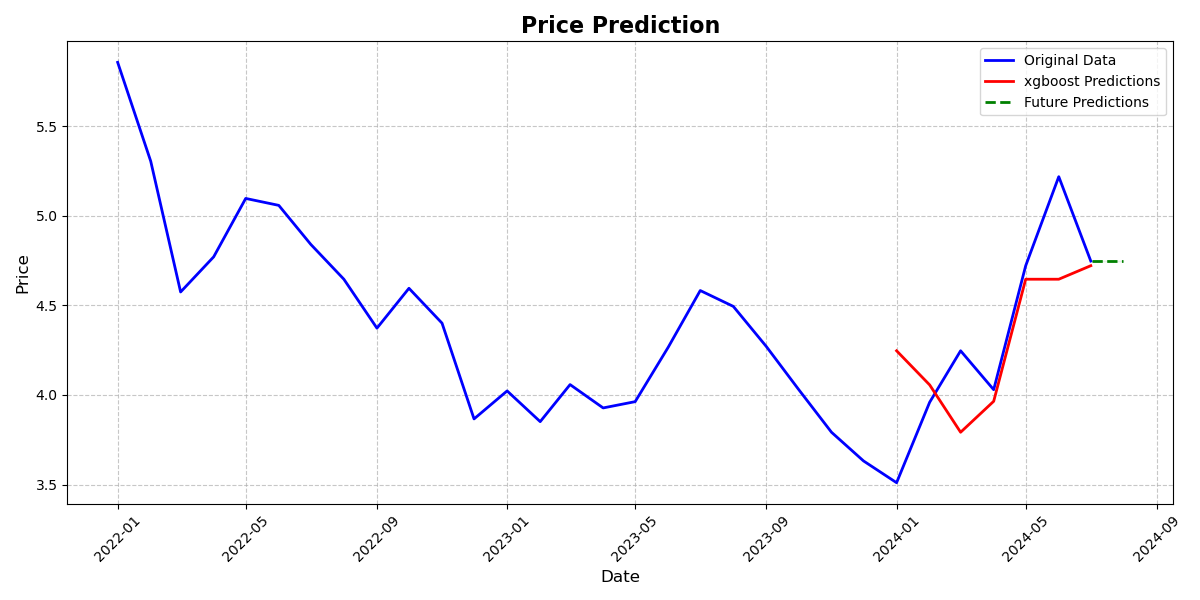 Price Prediction
Original Data
xgboost Predictions
Future Predictions
Price
5.5
5.0
4.5
4.0
3.5
2022-01
2022-05
2022-09
2023-01
2023-05
2023-09
2024-01
2024-05
2024-09
Date